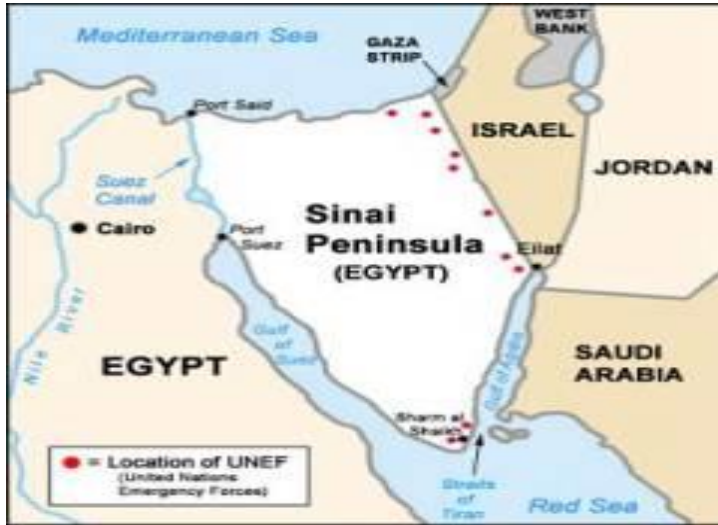 Mediterranean Sea
WEST
BANK
GAZA
STRIP
Port Said
ISRAEL
JORDAN
Suez
Canal
Cairo
Sinai
Peninsula
(EGYPT)
Port
Suez
Eilat
Nile River
EGYPT
Gulf
of
Suez
Gulf of Aqaba
SAUDI
ARABIA
Sharm al
Shaikh
= Location of UNEF
(United Nations
Emergency Forces)
Straits
of
Tiran
Red Sea